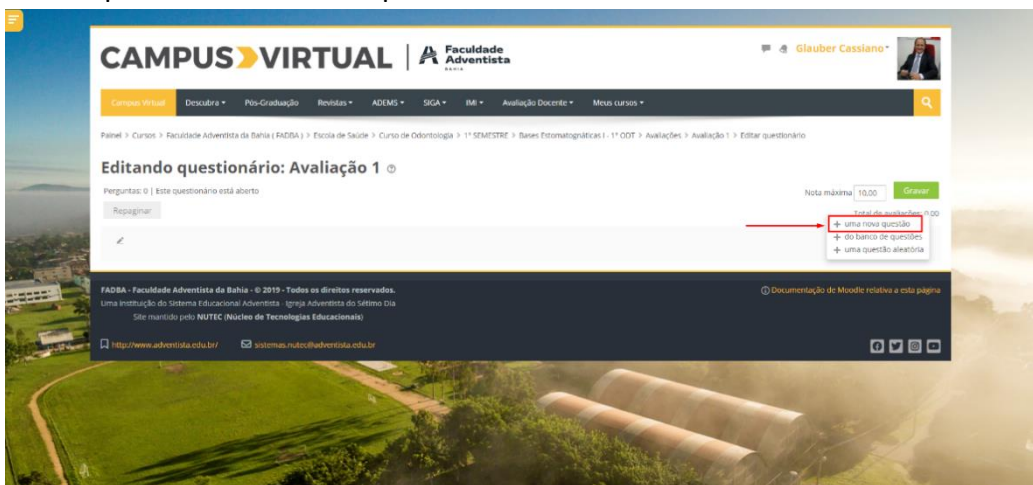 CAMPUS VIRTUAL | Faculdade Adventista BAHIA
Glauber Cassiano
Campus Virtual Descubra Pós-Graduação Revistas ADEMS SIGA IMI Avaliação Docente Meus cursos
Painel > Cursos > Faculdade Adventista da Bahia ( FADBA ) > Escola de Saúde > Curso de Odontologia > 1º SEMESTRE > Bases Estomatognáticas I - 1º ODT > Avaliações > Avaliação 1 > Editar questionário
Editando questionário: Avaliação 1
Perguntas: 0 | Este questionário está aberto
Nota máxima 10,00 Gravar
Repaginar
Total de avaliações: 0,00
+ uma nova questão
+ do banco de questões
+ uma questão aleatória
FADBA - Faculdade Adventista da Bahia - © 2019 - Todos os direitos reservados.
Documentação de Moodle relativa a esta página
Uma instituição do Sistema Educacional Adventista - Igreja Adventista do Sétimo Dia
Site mantido pelo NUTEC (Núcleo de Tecnologias Educacionais)
http://www.adventista.edu.br/ sistemas.nutec@adventista.edu.br